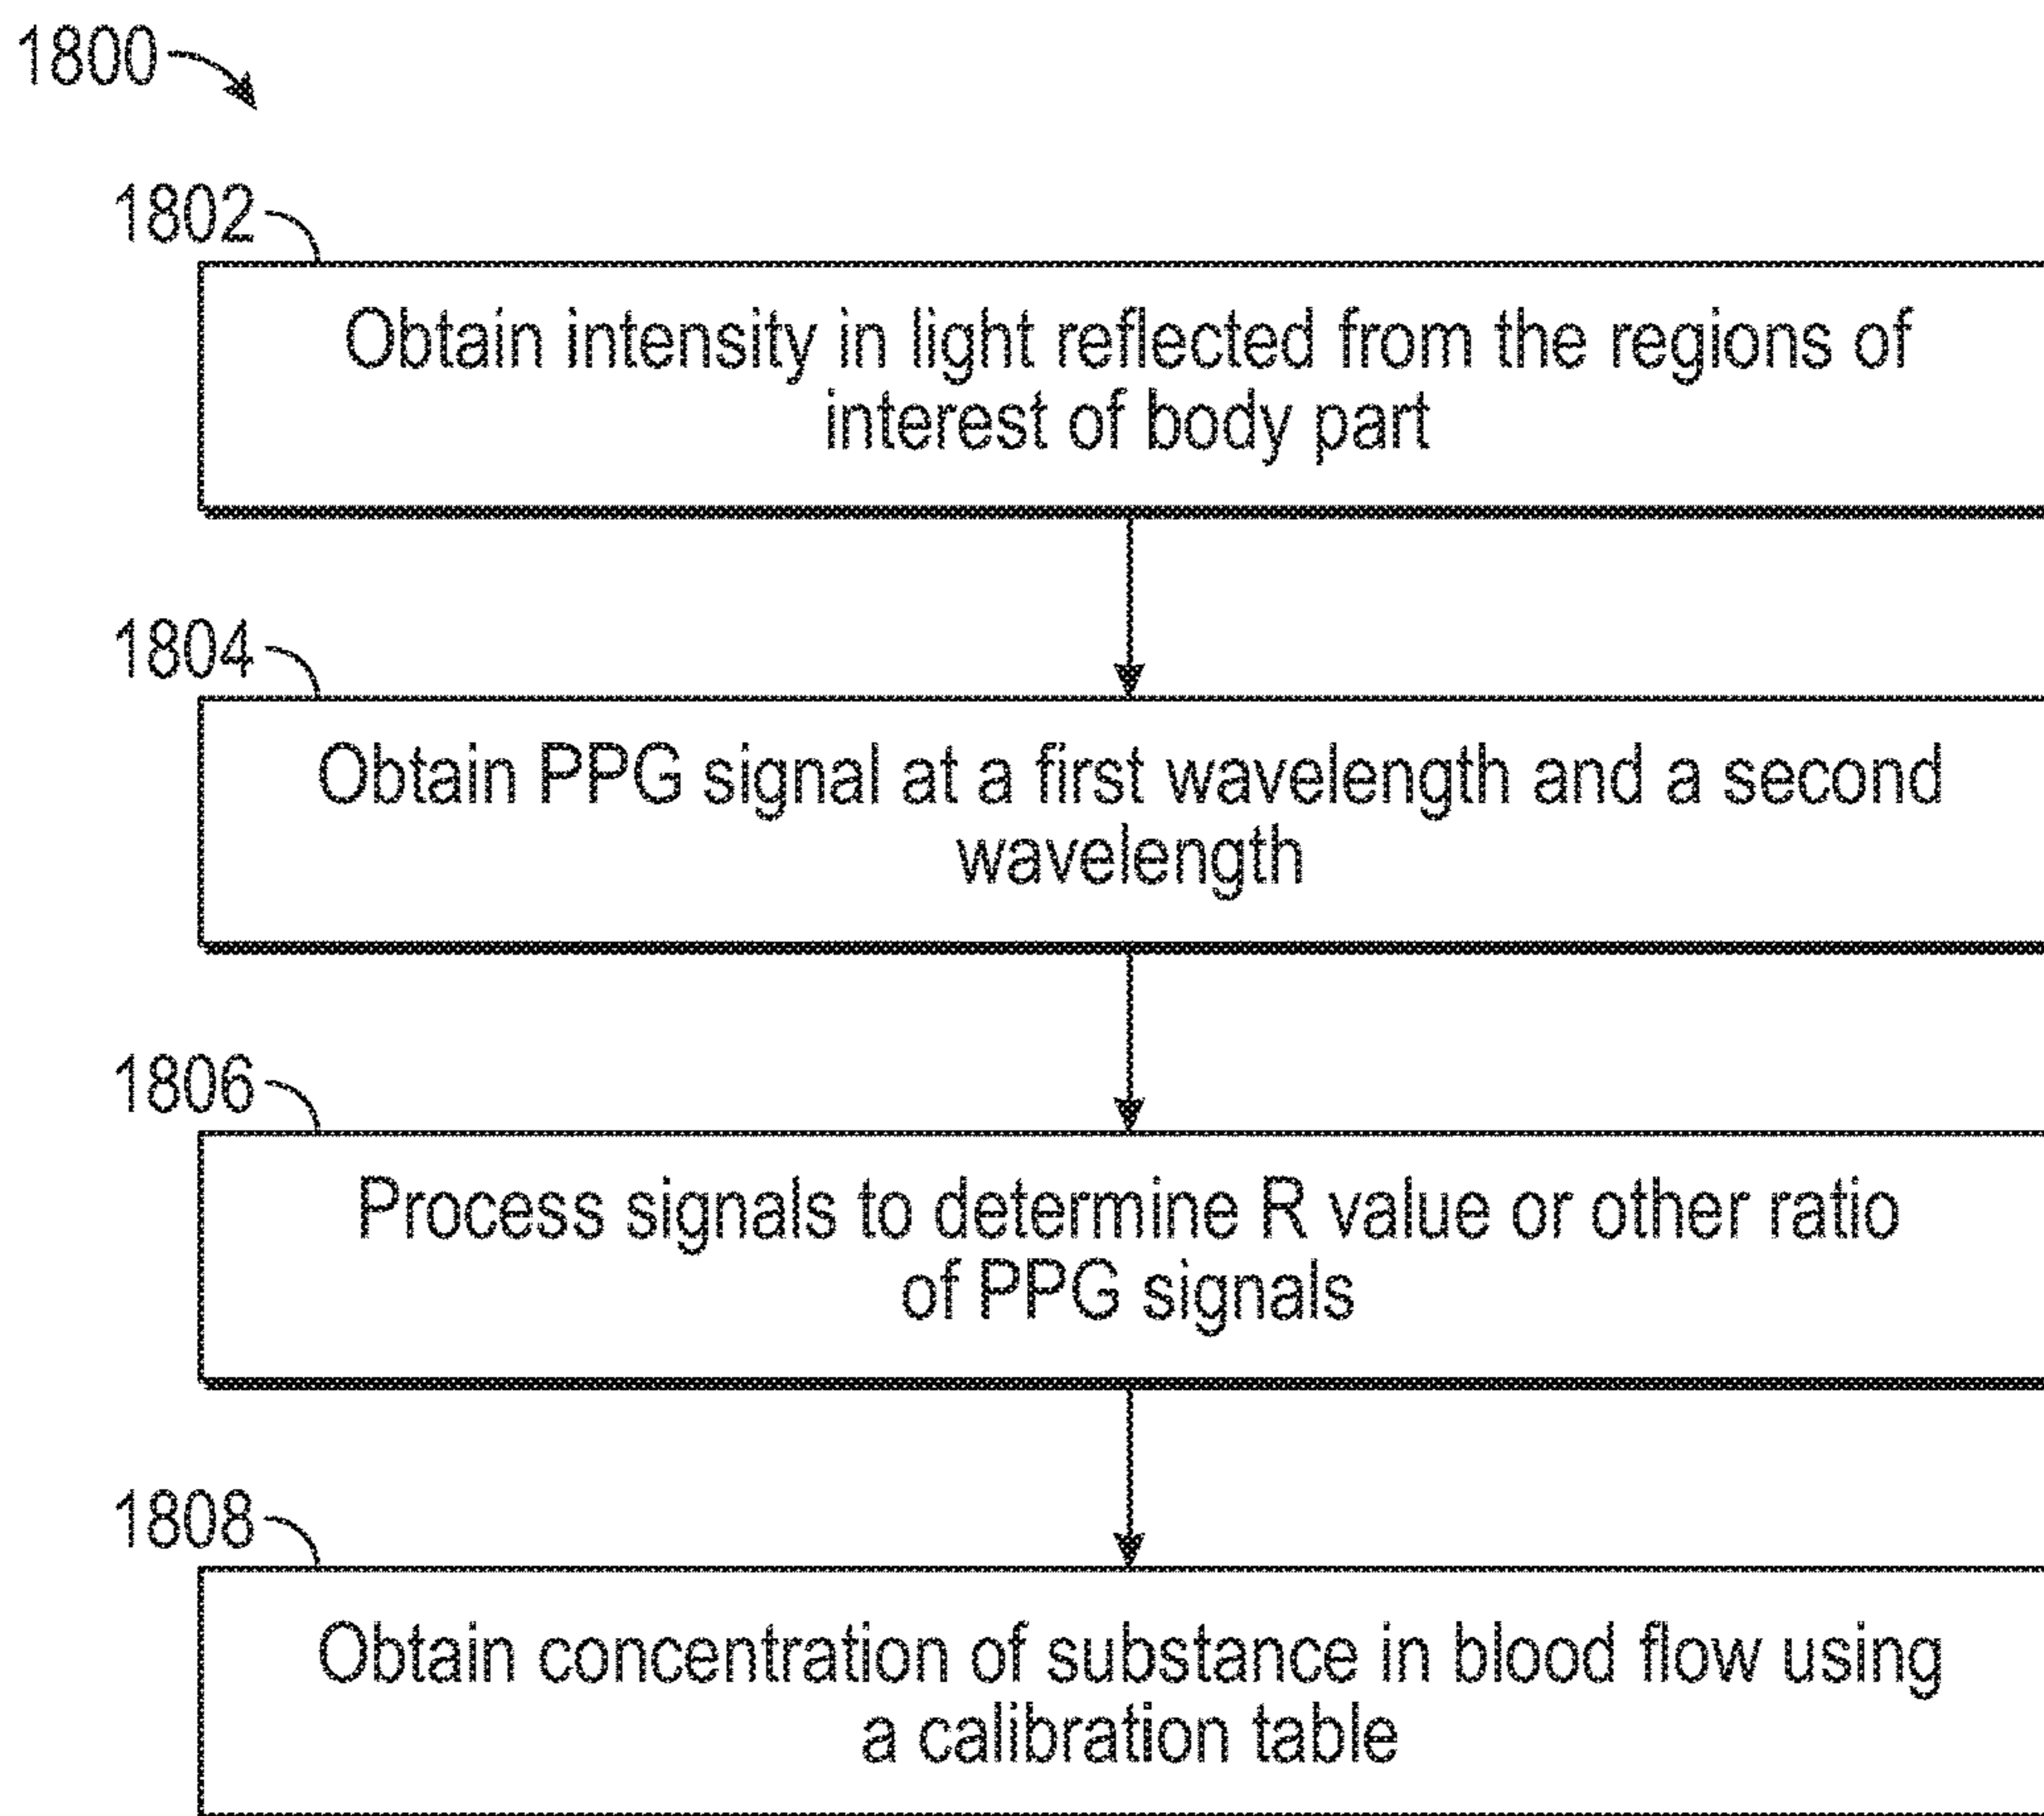 1800
1802
Obtain intensity in light reflected from the regions of
interest of body part
1804
Obtain PPG signal at a first wavelength and a second
wavelength
1806
Process signals to determine R value or other ratio
of PPG signals
1808
Obtain concentration of substance in blood flow using
a calibration table